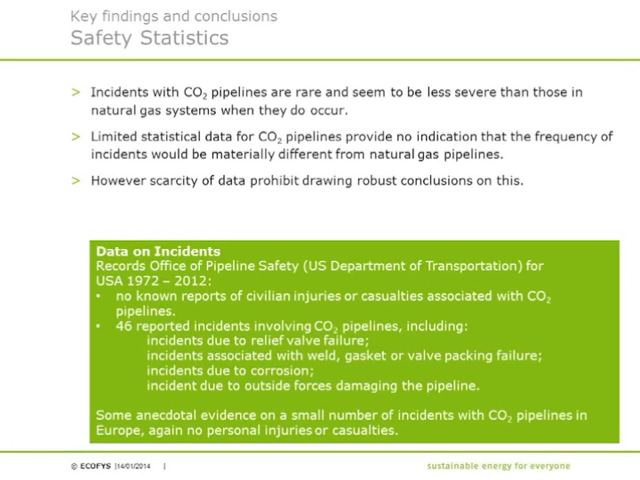 Key findings and conclusions
Safety Statistics
> Incidents with CO₂ pipelines are rare and seem to be less severe than those in
natural gas systems when they do occur.
> Limited statistical data for CO₂ pipelines provide no indication that the frequency of
incidents would be materially different from natural gas pipelines.
> However scarcity of data prohibit drawing robust conclusions on this.
Data on Incidents
Records Office of Pipeline Safety (US Department of Transportation) for
USA 1972 – 2012:
• no known reports of civilian injuries or casualties associated with CO₂
pipelines.
• 46 reported incidents involving CO₂ pipelines, including:
incidents due to relief valve failure;
incidents associated with weld, gasket or valve packing failure;
incidents due to corrosion;
incident due to outside forces damaging the pipeline.
Some anecdotal evidence on a small number of incidents with CO₂ pipelines in
Europe, again no personal injuries or casualties.
© ECOFYS |14/01/2014 | sustainable energy for everyone